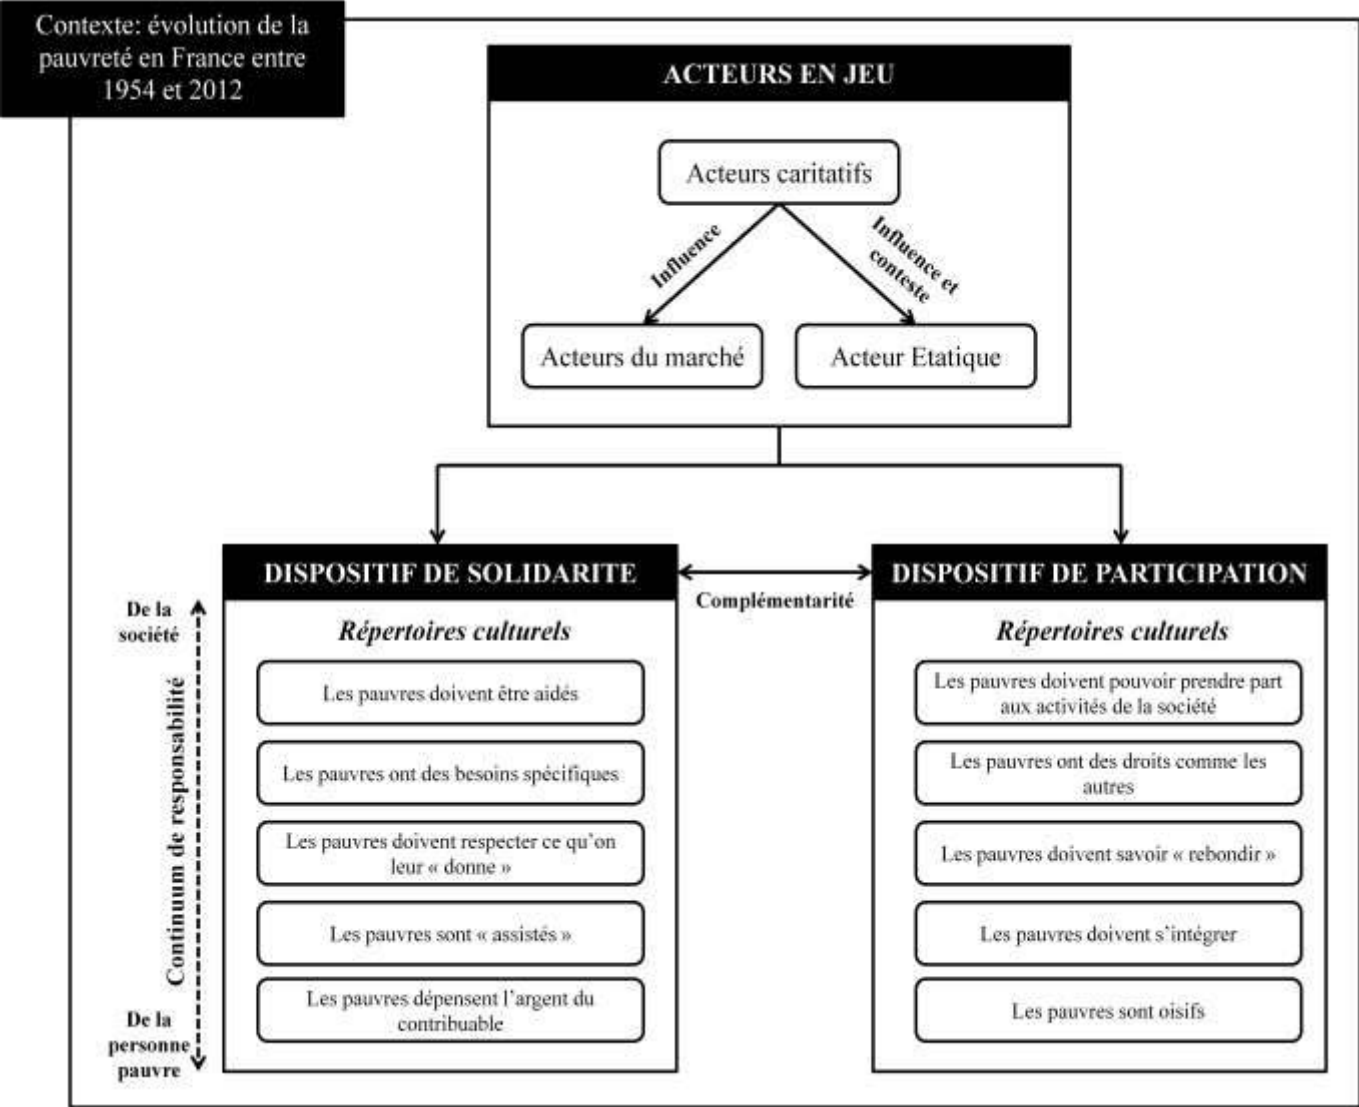 Contexte: évolution de la
pauvreté en France entre
1954 et 2012
ACTEURS EN JEU
Acteurs caritatifs
Influence
Influence et
conteste
Acteurs du marché
Acteur Etatique
DISPOSITIF DE SOLIDARITE
Complémentarité
DISPOSITIF DE PARTICIPATION
De la
société
Continuum de responsabilité
De la
personne
pauvre
Répertoires culturels
Les pauvres doivent être aidés
Les pauvres ont des besoins spécifiques
Les pauvres doivent respecter ce qu'on
leur « donne »
Les pauvres sont « assistés »
Les pauvres dépensent l'argent du
contribuable
Répertoires culturels
Les pauvres doivent pouvoir prendre part
aux activités de la société
Les pauvres ont des droits comme les
autres
Les pauvres doivent savoir « rebondir »
Les pauvres doivent s'intégrer
Les pauvres sont oisifs